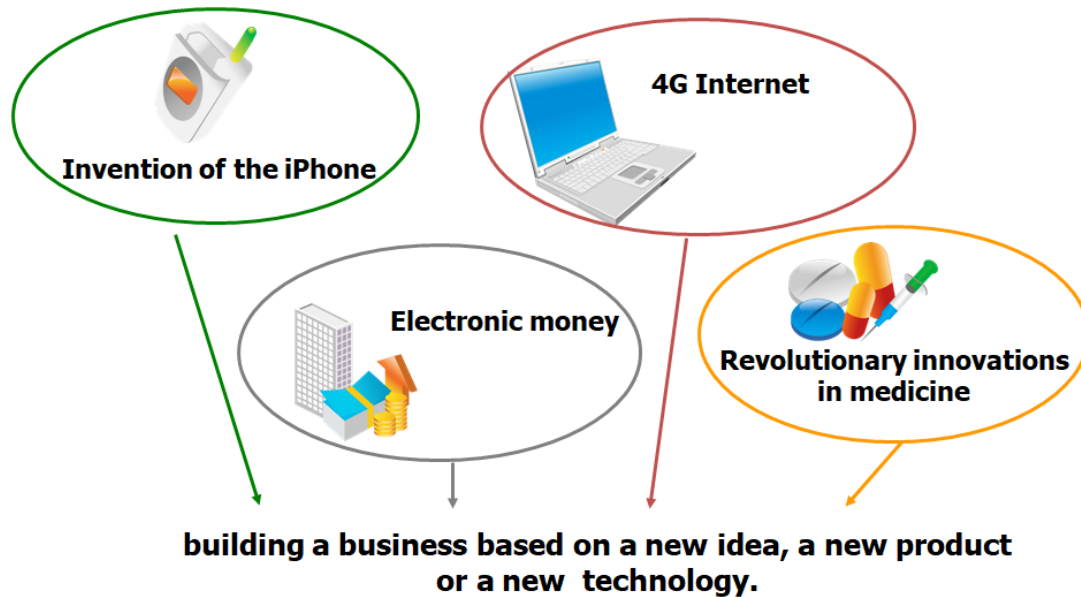 4G Internet
Invention of the iPhone
Electronic money
Revolutionary innovations
in medicine
building a business based on a new idea, a new product
or a new  technology.